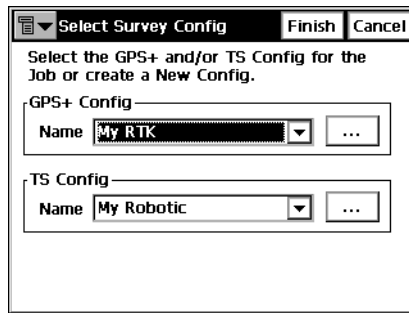 Select Survey Config Finish Cancel
Select the GPS+ and/or TS Config for the
Job or create a New Config.
GPS+ Config
Name My RTK ...
TS Config
Name My Robotic ...